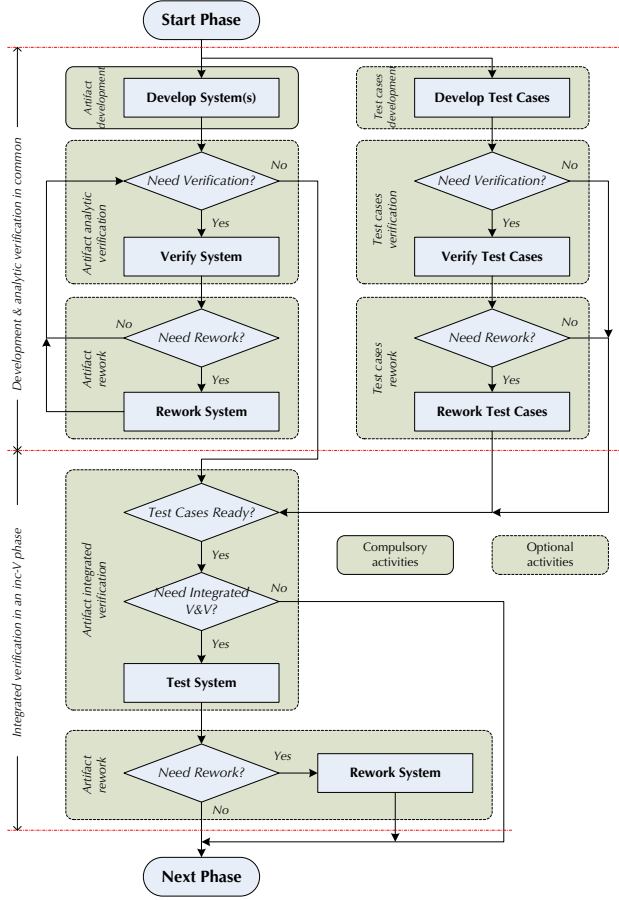 Start Phase
Artifact
development
Develop System(s)
Test cases
development
Develop Test Cases
Development & analytic verification in common
Artifact analytic
verification
Need Verification?
No
Yes
Verify System
Test cases
verification
Need Verification?
No
Yes
Verify Test Cases
Artifact
rework
No
Need Rework?
Yes
Rework System
Test cases
rework
Need Rework?
No
Yes
Rework Test Cases
Integrated verification in an inc-V phase
Artifact integrated
verification
Test Cases Ready?
Yes
Need Integrated
V&V?
No
Yes
Test System
Compulsory
activities
Optional
activities
Artifact
rework
Need Rework?
Yes
Rework System
No
Next Phase